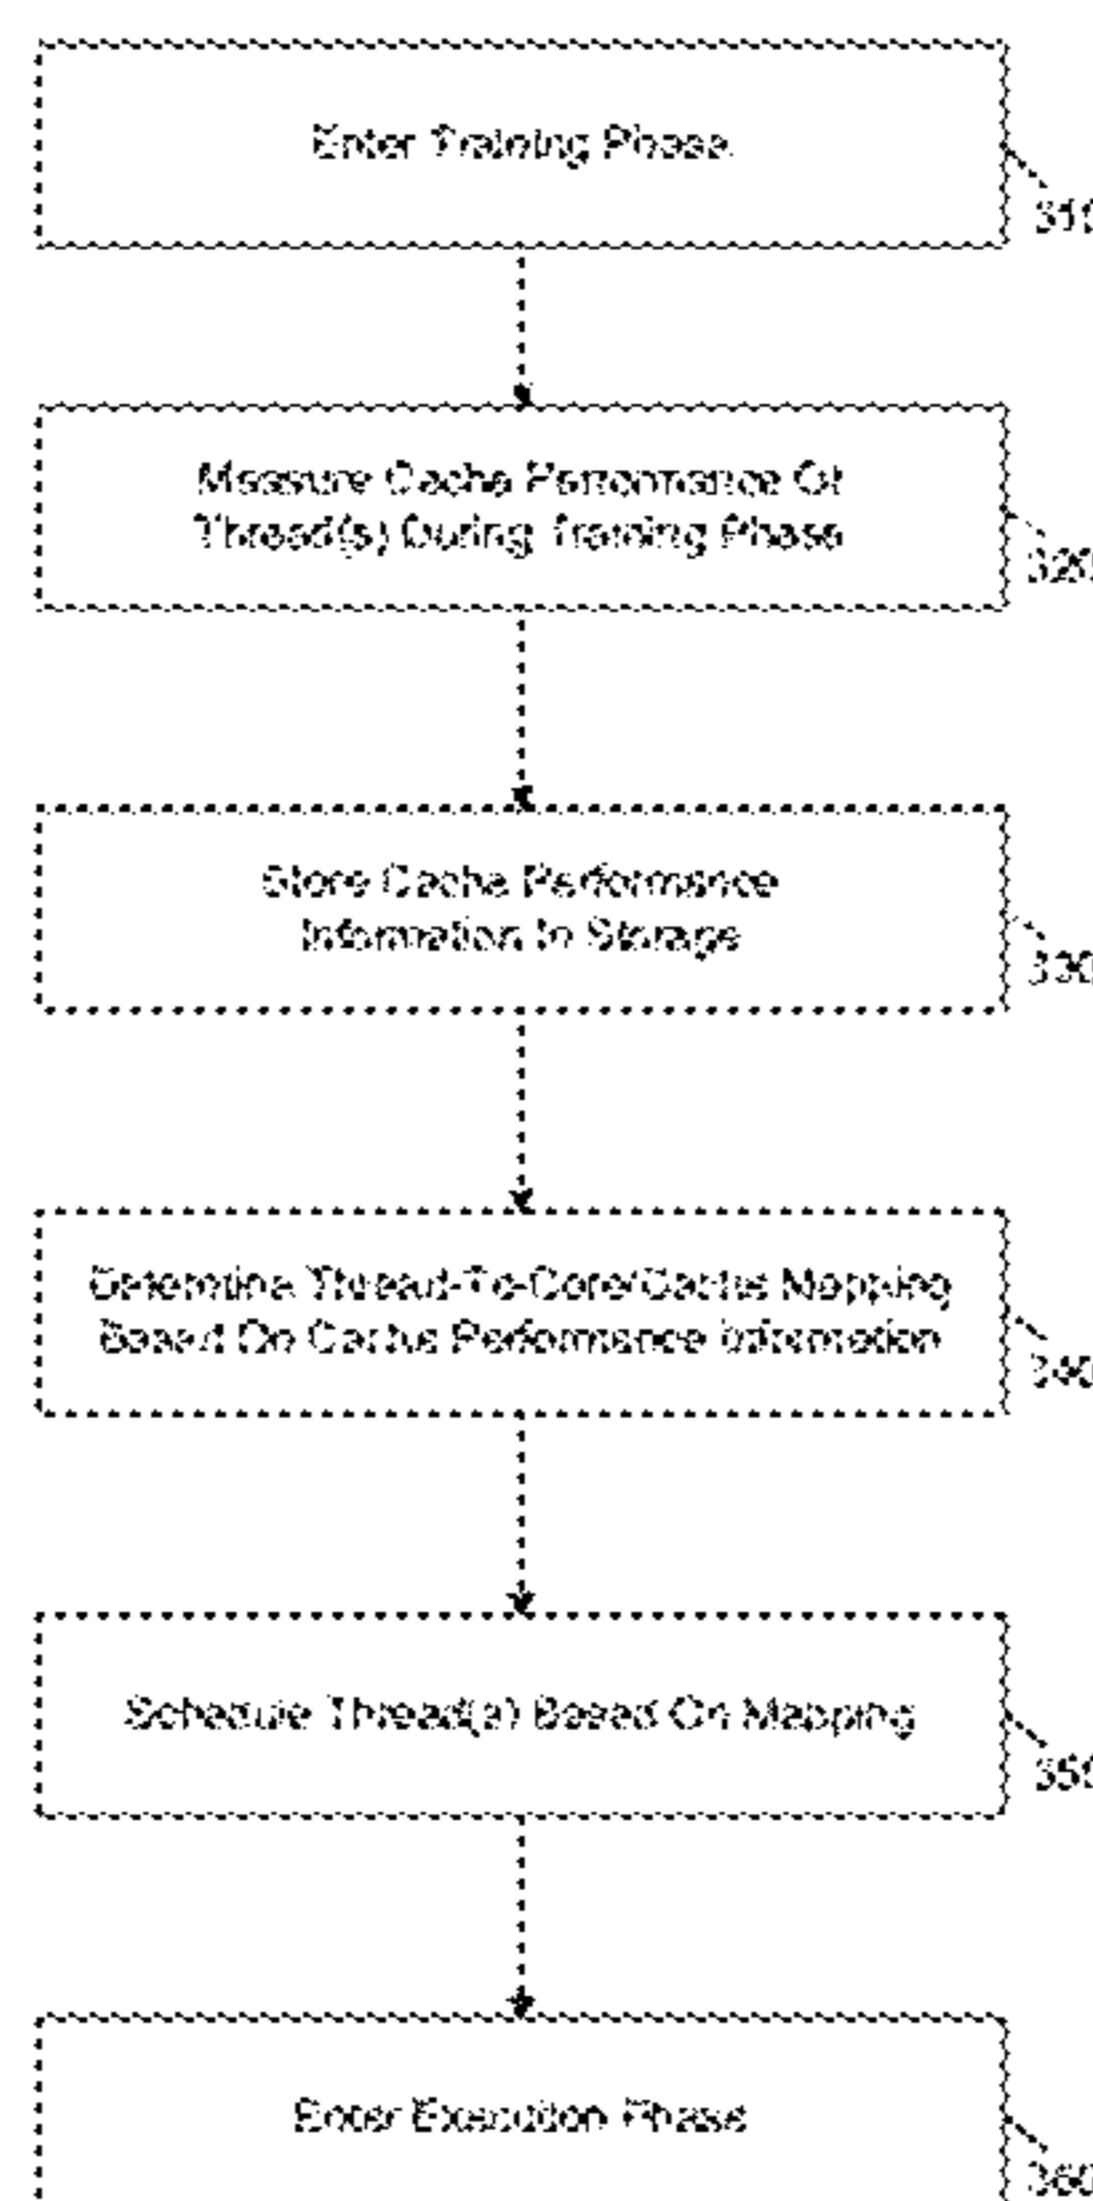 Enter Training Phase
310
Measure Cache Performance Of
Thread(s) During Training Phase
320
Store Cache Performance
Information In Storage
330
Determine Thread-To-Core/Cache Mapping
Based On Cache Performance Information
340
Schedule Thread(s) Based On Mapping
350
Enter Execution Phase
360